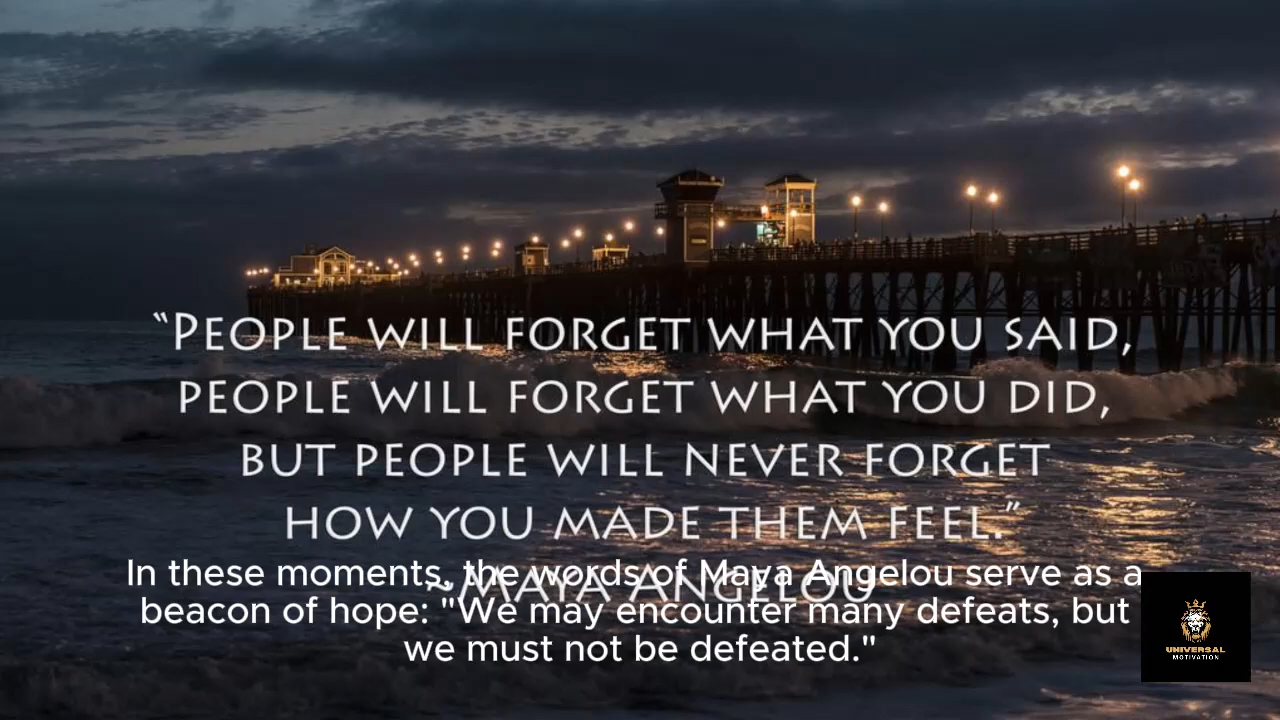 “PEOPLE WILL FORGET WHAT YOU SAID,
PEOPLE WILL FORGET WHAT YOU DID,
BUT PEOPLE WILL NEVER FORGET
HOW YOU MADE THEM FEEL.”
~MAYA ANGELOU
In these moments, the words of Maya Angelou serve as a
beacon of hope: "We may encounter many defeats, but
we must not be defeated."
UNIVERSAL
MOTIVATION